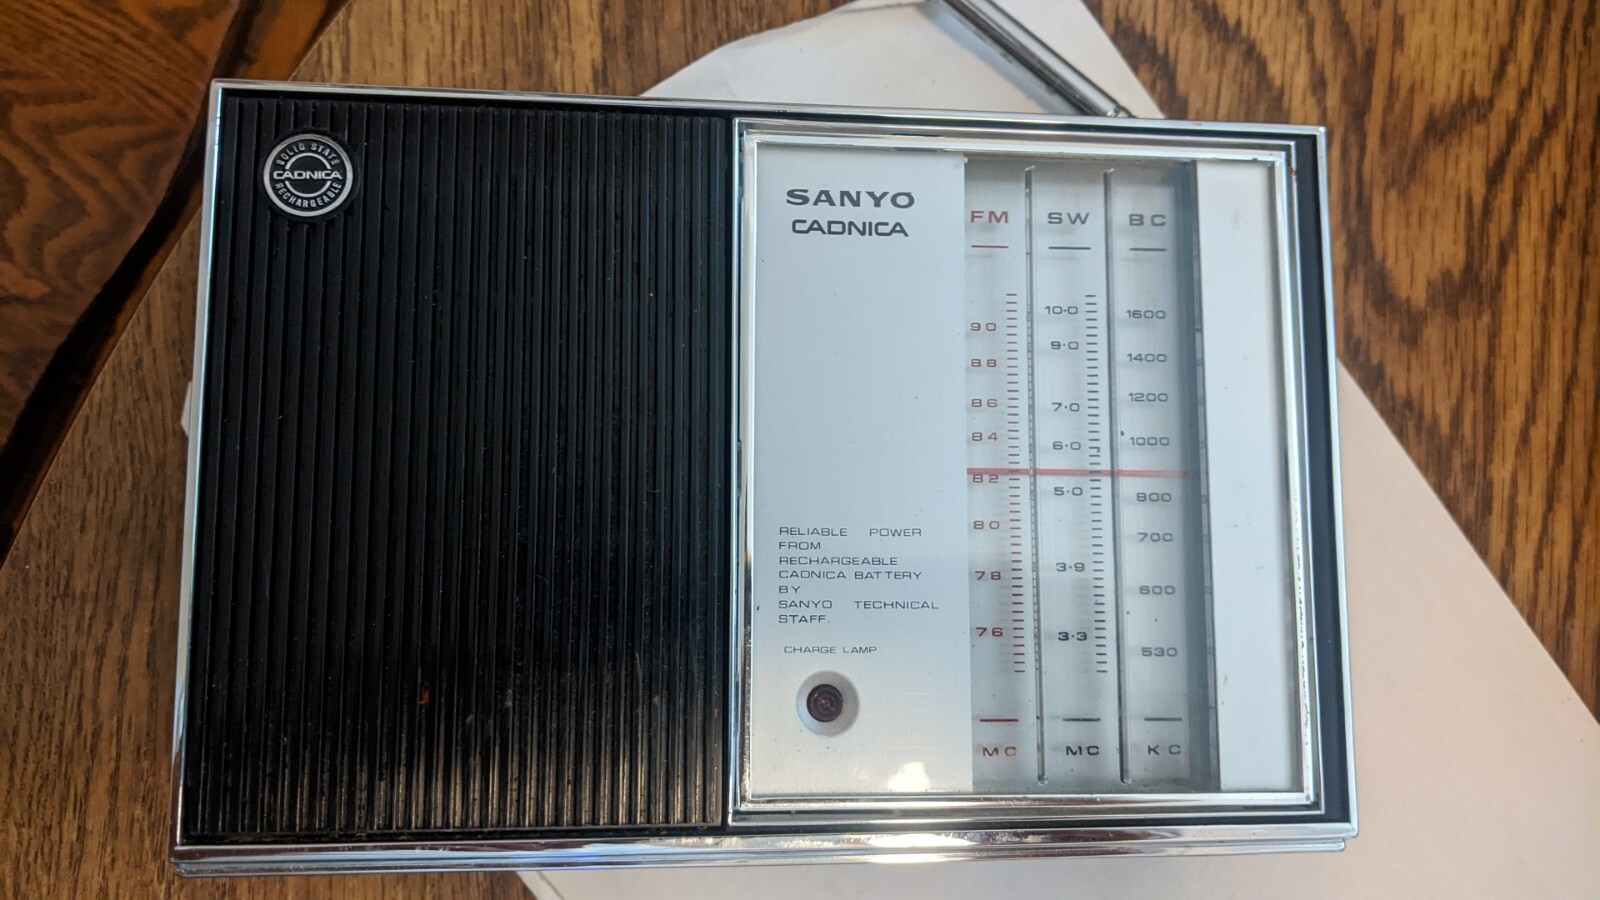 SOLID STATE
CADNICA
RECHARGEABLE
SANYO
CADNICA
RELIABLE POWER
FROM
RECHARGEABLE
CADNICA BATTERY
BY
SANYO TECHNICAL
STAFF.
CHARGE LAMP
FM SW BC
10·0 1600
90
9·0 1400
88
86 7·0 1200
84 6·0 1000
82 5·0 800
80 700
78 3·9 600
76 3·3 530
MC MC KC